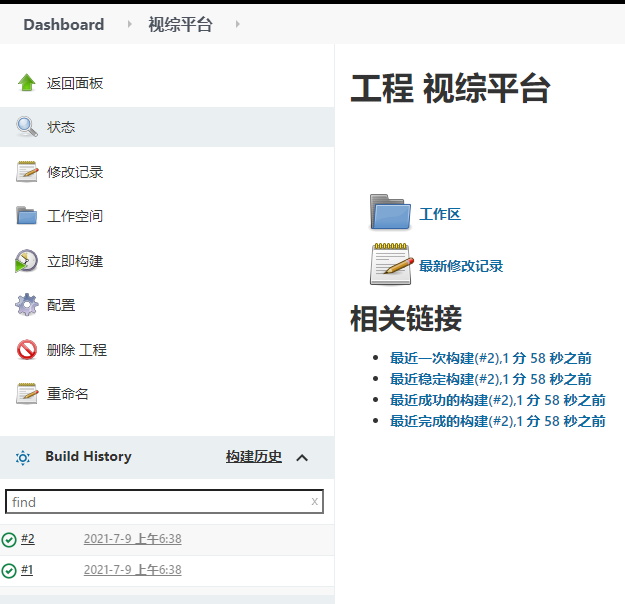 Dashboard 视综平台
返回面板
状态
修改记录
工作空间
立即构建
配置
删除 工程
重命名
Build History 构建历史
find x
#2 2021-7-9 上午6:38
#1 2021-7-9 上午6:38
工程 视综平台
工作区
最新修改记录
相关链接
最近一次构建(#2),1 分 58 秒之前
最近稳定构建(#2),1 分 58 秒之前
最近成功的构建(#2),1 分 58 秒之前
最近完成的构建(#2),1 分 58 秒之前